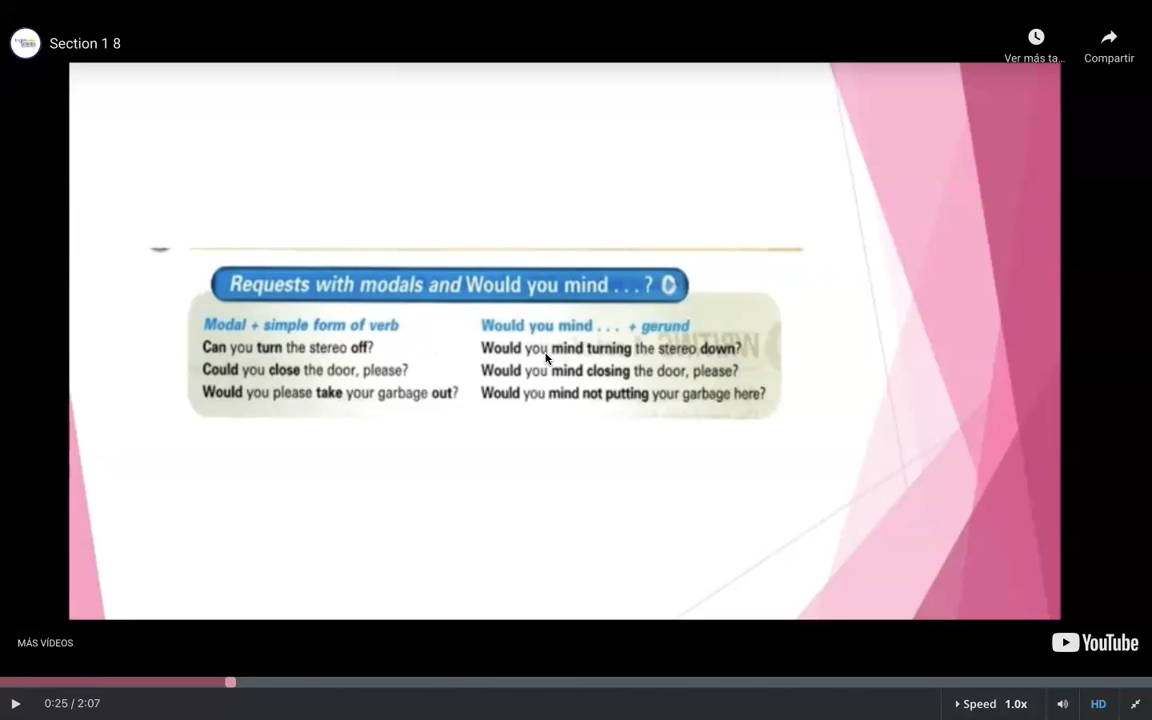 Section 1 8
Ver más ta...
Compartir
Requests with modals and Would you mind . . . ?
Modal + simple form of verb
Can you turn the stereo off?
Could you close the door, please?
Would you please take your garbage out?
Would you mind . . . + gerund
Would you mind turning the stereo down?
Would you mind closing the door, please?
Would you mind not putting your garbage here?
MÁS VÍDEOS
YouTube
0:25 / 2:07
Speed 1.0x
HD